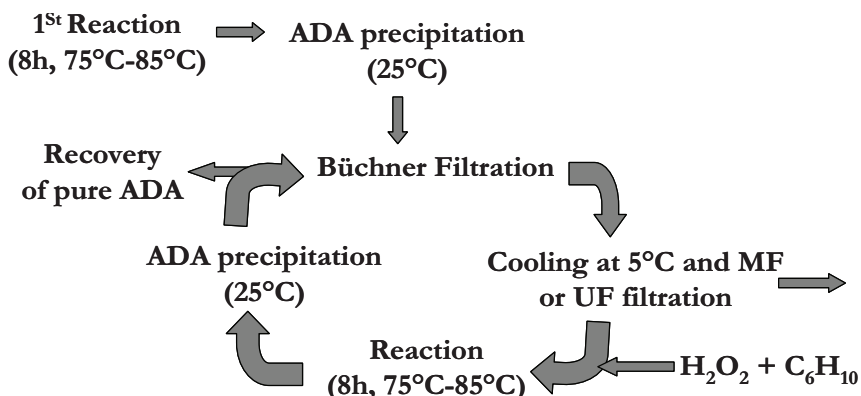 1St Reaction
(8h, 75°C-85°C)
ADA precipitation
(25°C)
Recovery
of pure ADA
Büchner Filtration
ADA precipitation
(25°C)
Cooling at 5°C and MF
or UF filtration
Reaction
(8h, 75°C-85°C)
H₂O₂ + C₆H₁₀